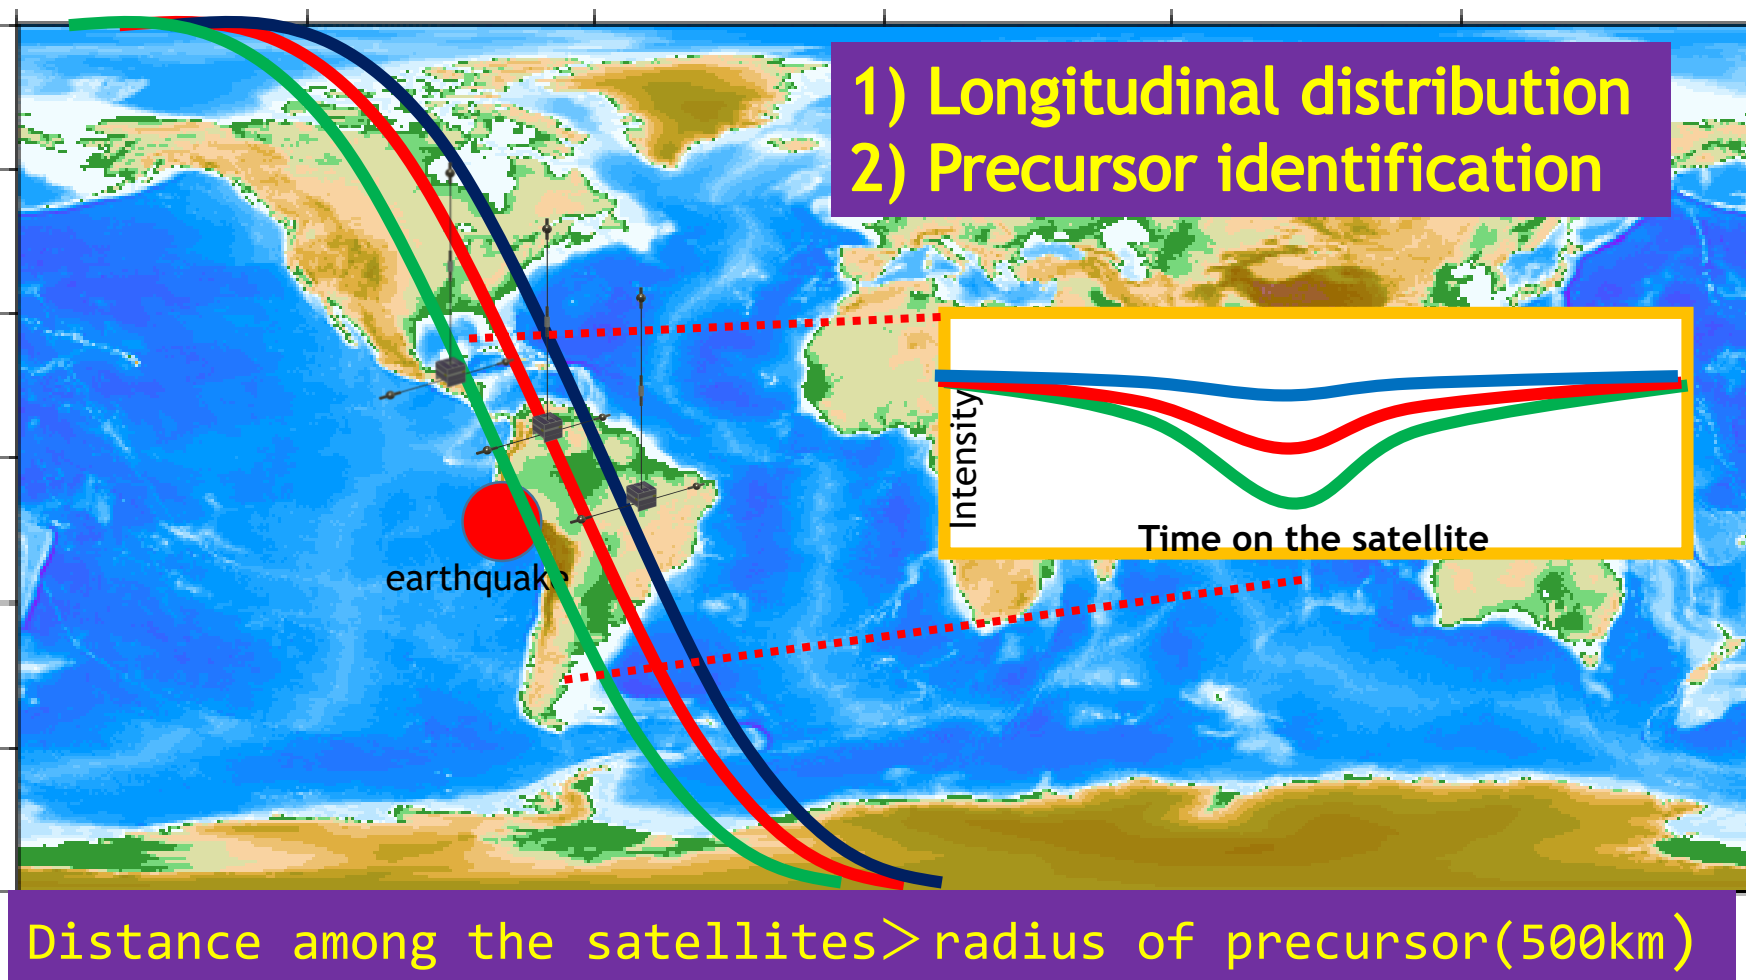 1) Longitudinal distribution
2) Precursor identification
Intensity
Time on the satellite
earthquake
Distance among the satellites＞radius of precursor(500km)